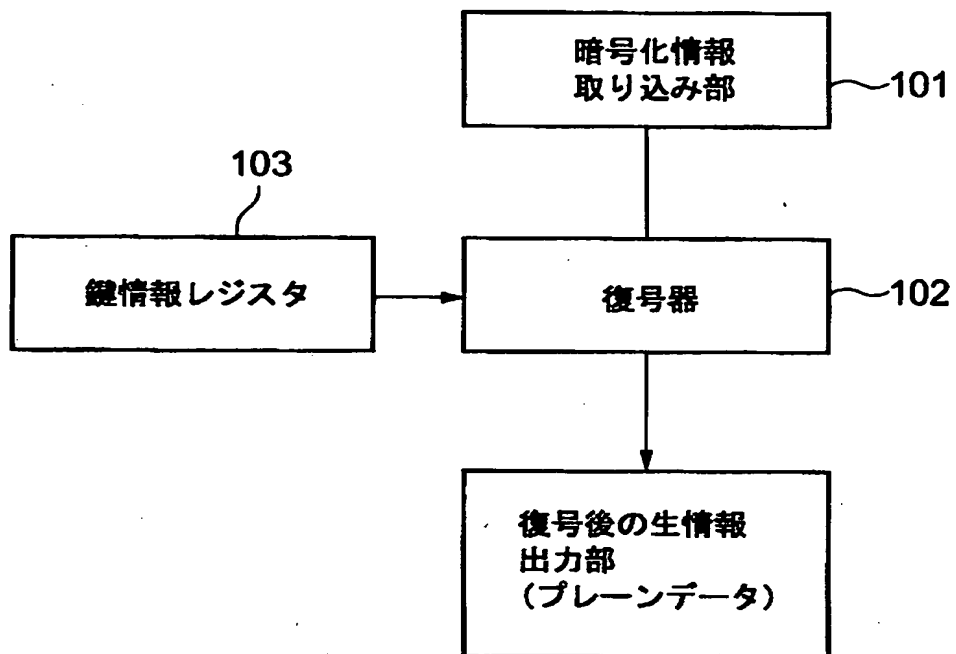 暗号化情報
取り込み部
101
103
鍵情報レジスタ
復号器
102
復号後の生情報
出力部
(プレーンデータ)